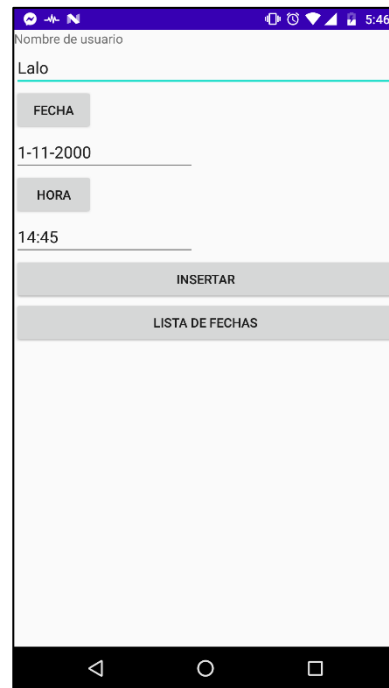 5:46
Nombre de usuario
Lalo
FECHA
1-11-2000
HORA
14:45
INSERTAR
LISTA DE FECHAS